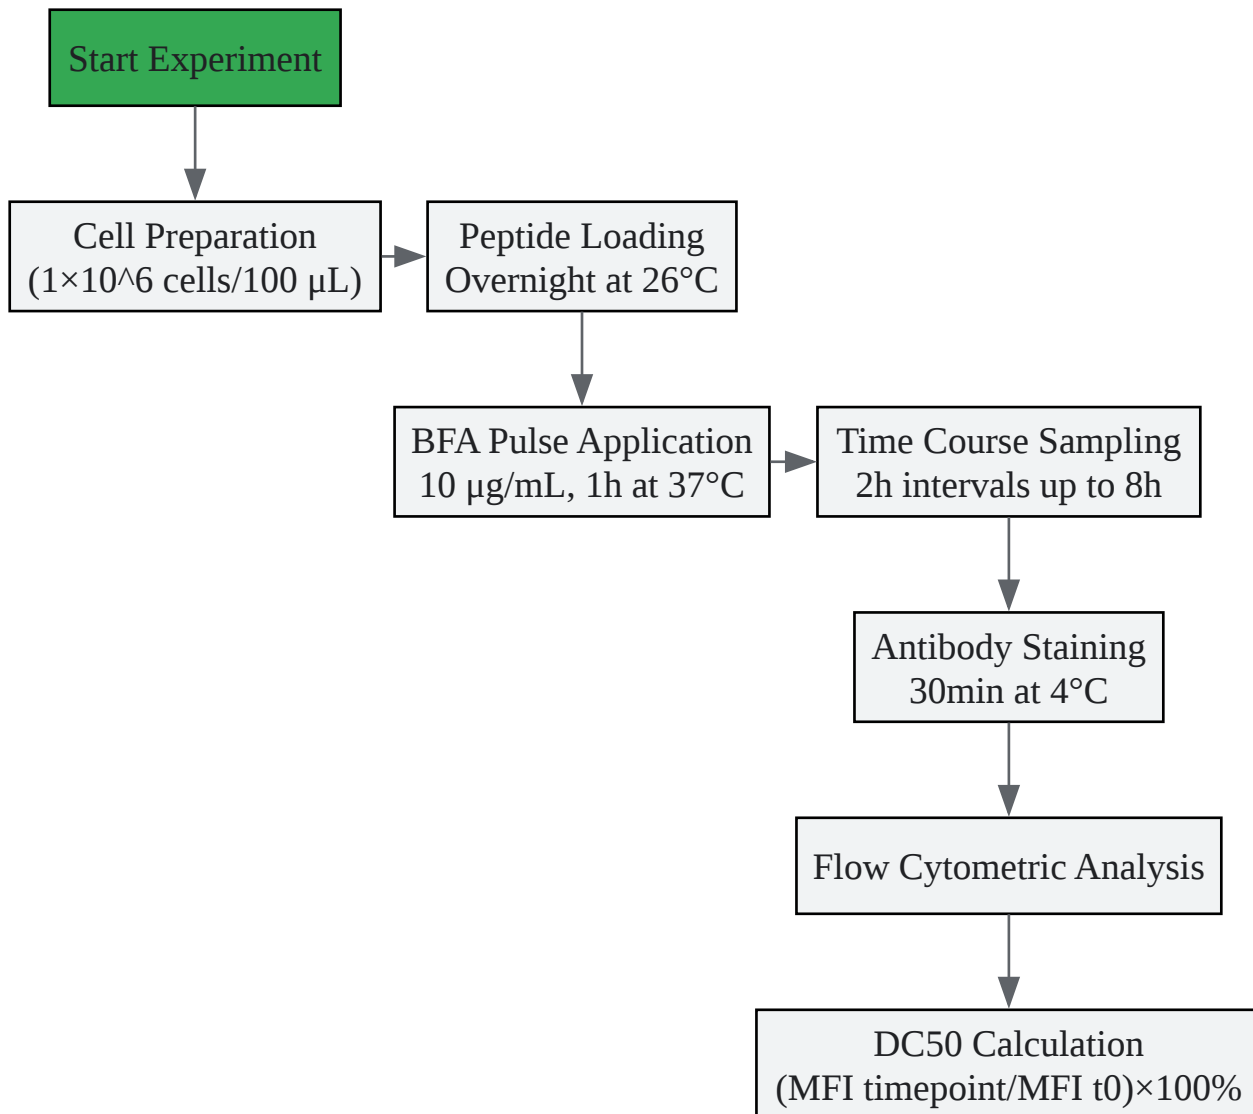 Start Experiment
Cell Preparation
(1×10^6 cells/100 μL)
Peptide Loading
Overnight at 26°C
BFA Pulse Application
10 μg/mL, 1h at 37°C
Time Course Sampling
2h intervals up to 8h
Antibody Staining
30min at 4°C
Flow Cytometric Analysis
DC50 Calculation
(MFI timepoint/MFI t0)×100%